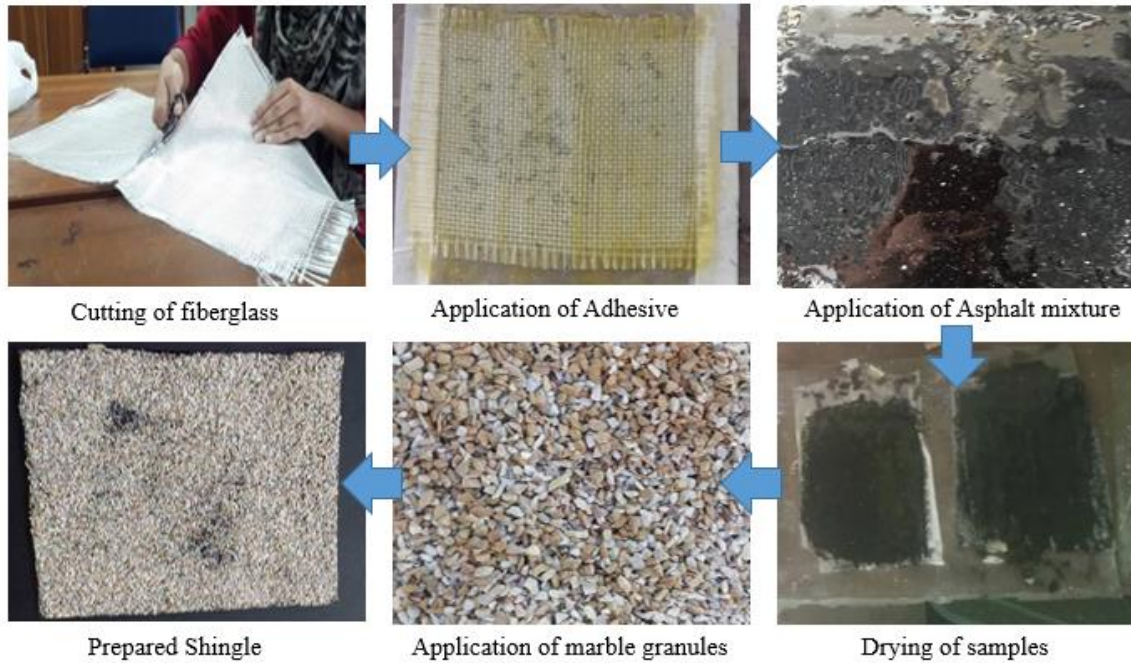 Cutting of fiberglass
Application of Adhesive
Application of Asphalt mixture
Prepared Shingle
Application of marble granules
Drying of samples